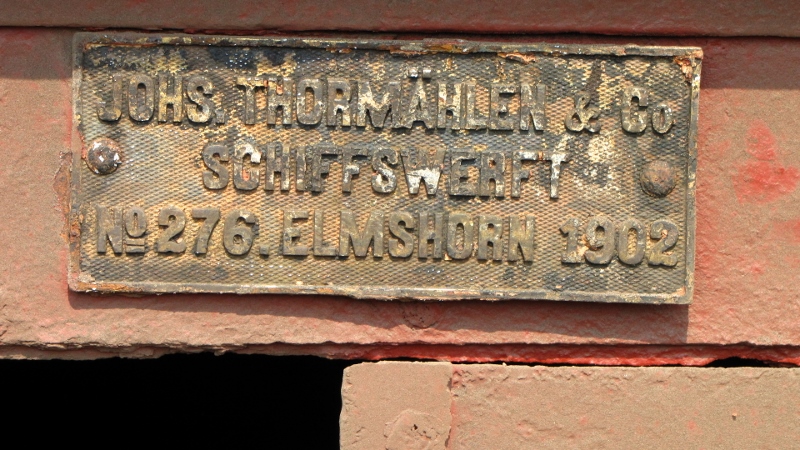 JOHS. THORMÄHLEN & Co
SCHIFFSWERFT
No 276. ELMSHORN 1902